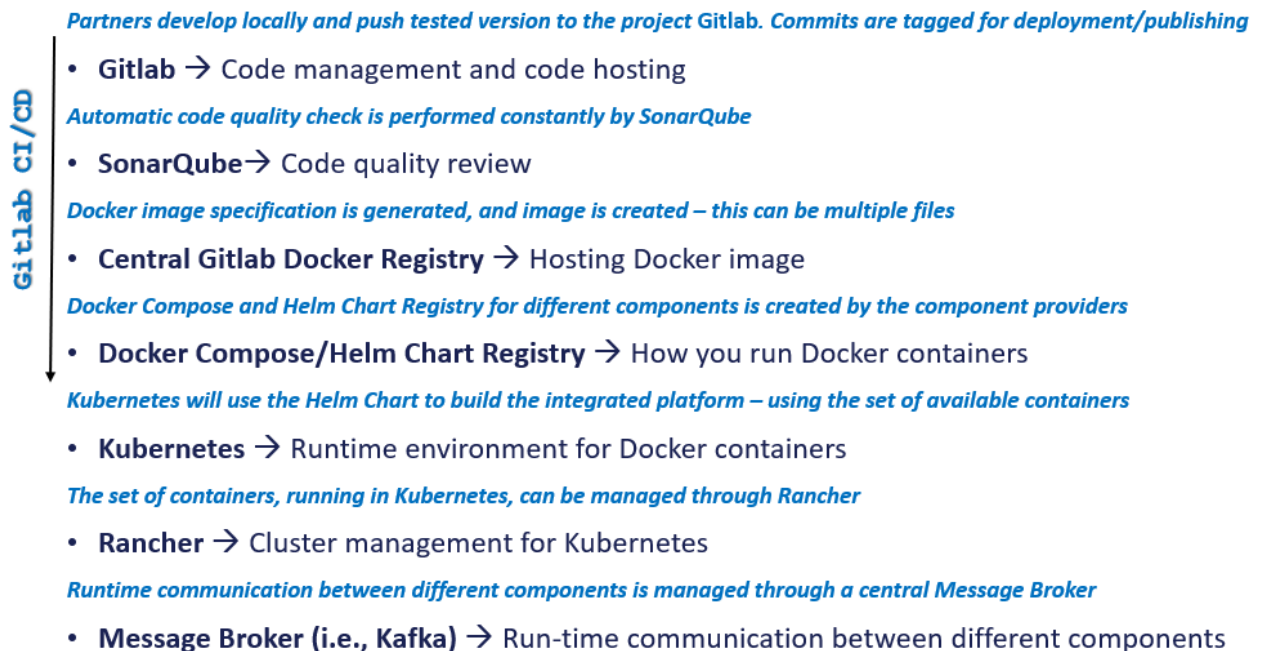 Partners develop locally and push tested version to the project Gitlab. Commits are tagged for deployment/publishing
• Gitlab → Code management and code hosting
Automatic code quality check is performed constantly by SonarQube
• SonarQube→ Code quality review
Docker image specification is generated, and image is created – this can be multiple files
• Central Gitlab Docker Registry → Hosting Docker image
Docker Compose and Helm Chart Registry for different components is created by the component providers
• Docker Compose/Helm Chart Registry → How you run Docker containers
Kubernetes will use the Helm Chart to build the integrated platform – using the set of available containers
• Kubernetes → Runtime environment for Docker containers
The set of containers, running in Kubernetes, can be managed through Rancher
• Rancher → Cluster management for Kubernetes
Runtime communication between different components is managed through a central Message Broker
• Message Broker (i.e., Kafka) → Run-time communication between different components
Gitlab CI/CD